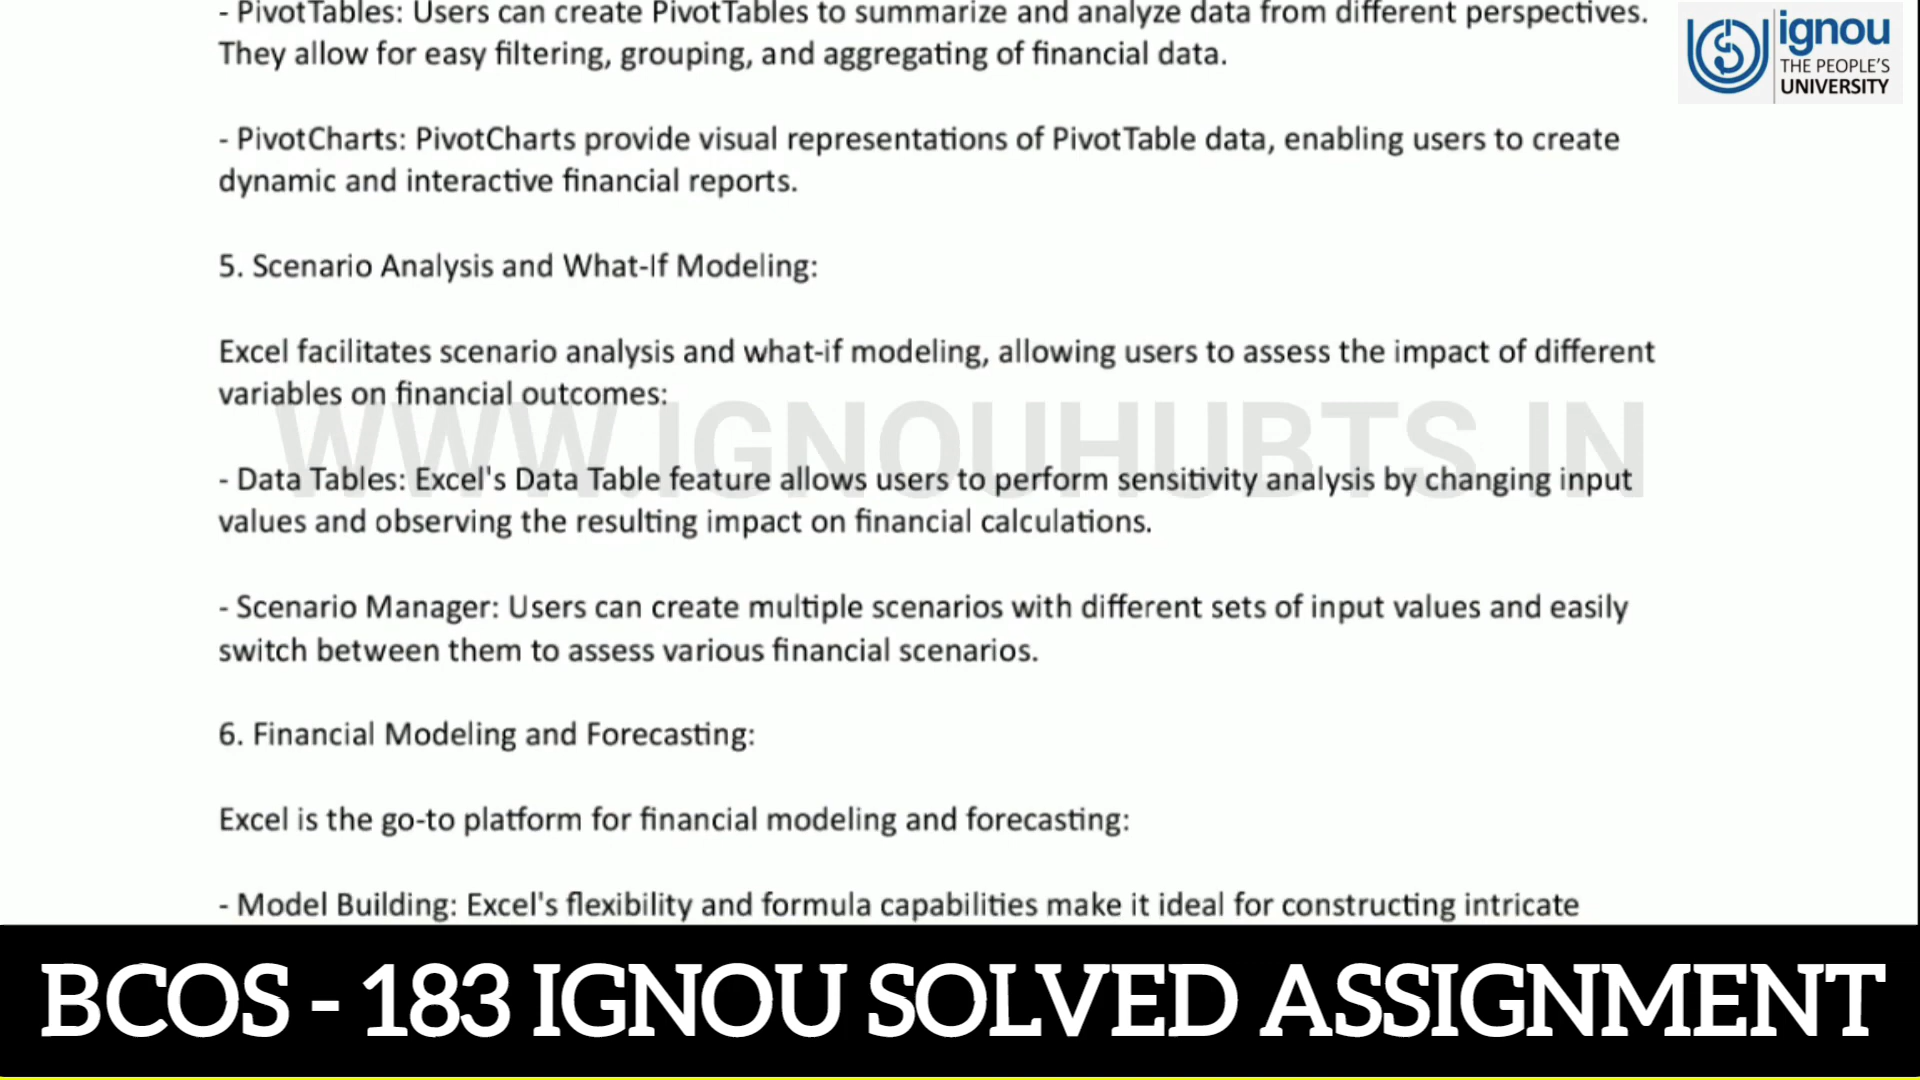 - PivotTables: Users can create PivotTables to summarize and analyze data from different perspectives.
They allow for easy filtering, grouping, and aggregating of financial data.
- PivotCharts: PivotCharts provide visual representations of PivotTable data, enabling users to create
dynamic and interactive financial reports.
5. Scenario Analysis and What-If Modeling:
Excel facilitates scenario analysis and what-if modeling, allowing users to assess the impact of different
variables on financial outcomes:
WWW.IGNOUHUBTS.IN
- Data Tables: Excel's Data Table feature allows users to perform sensitivity analysis by changing input
values and observing the resulting impact on financial calculations.
- Scenario Manager: Users can create multiple scenarios with different sets of input values and easily
switch between them to assess various financial scenarios.
6. Financial Modeling and Forecasting:
Excel is the go-to platform for financial modeling and forecasting:
- Model Building: Excel's flexibility and formula capabilities make it ideal for constructing intricate
ignou
THE PEOPLE'S
UNIVERSITY
BCOS - 183 IGNOU SOLVED ASSIGNMENT